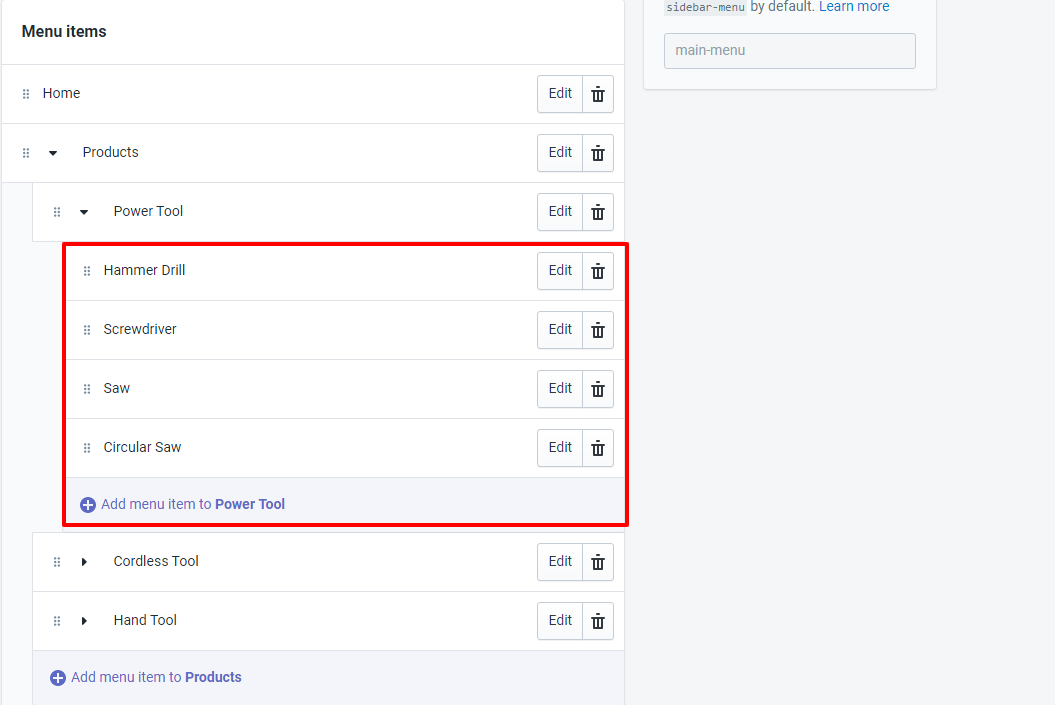 Menu items
sidebar-menu by default. Learn more
main-menu
Home Edit
Products Edit
Power Tool Edit
Hammer Drill Edit
Screwdriver Edit
Saw Edit
Circular Saw Edit
Add menu item to Power Tool
Cordless Tool Edit
Hand Tool Edit
Add menu item to Products